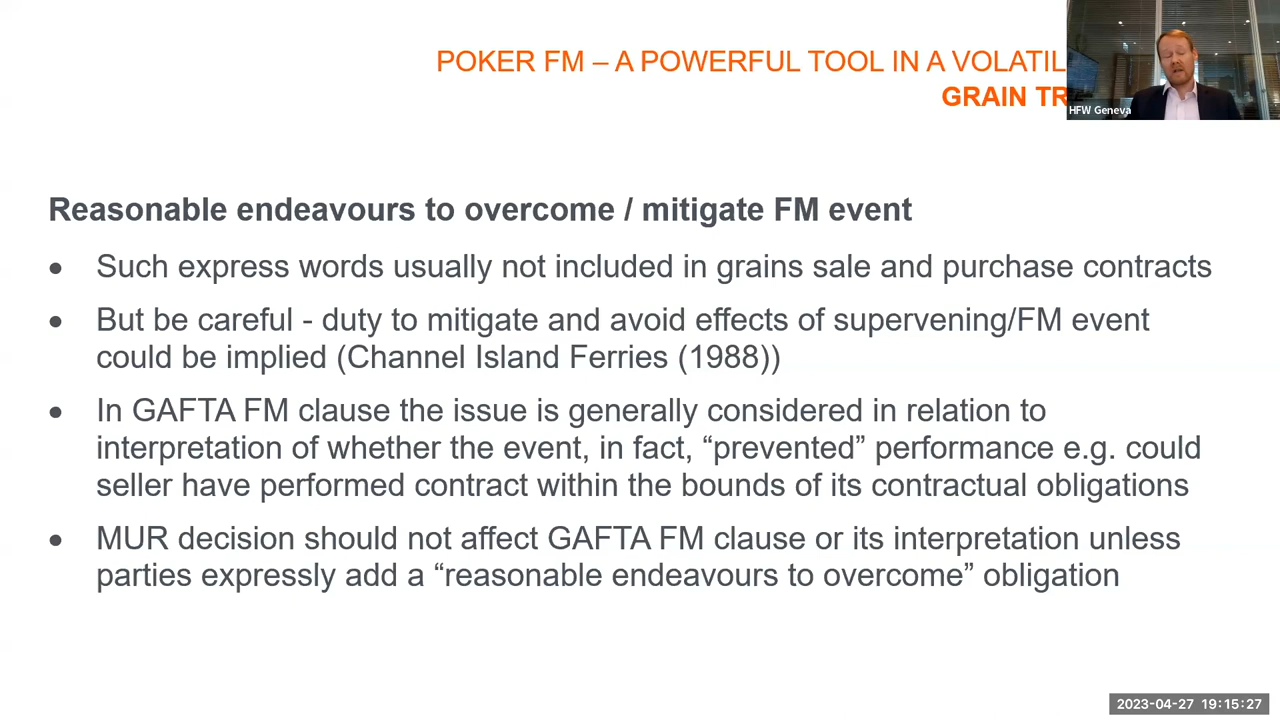 POKER FM – A POWERFUL TOOL IN A
GRAIN
HFW Geneva
Reasonable endeavours to overcome / mitigate FM event
• Such express words usually not included in grains sale and purchase contracts
• But be careful - duty to mitigate and avoid effects of supervening/FM event
could be implied (Channel Island Ferries (1988))
• In GAFTA FM clause the issue is generally considered in relation to
interpretation of whether the event, in fact, “prevented” performance e.g. could
seller have performed contract within the bounds of its contractual obligations
• MUR decision should not affect GAFTA FM clause or its interpretation unless
parties expressly add a “reasonable endeavours to overcome” obligation
2023-04-27 19:15:27